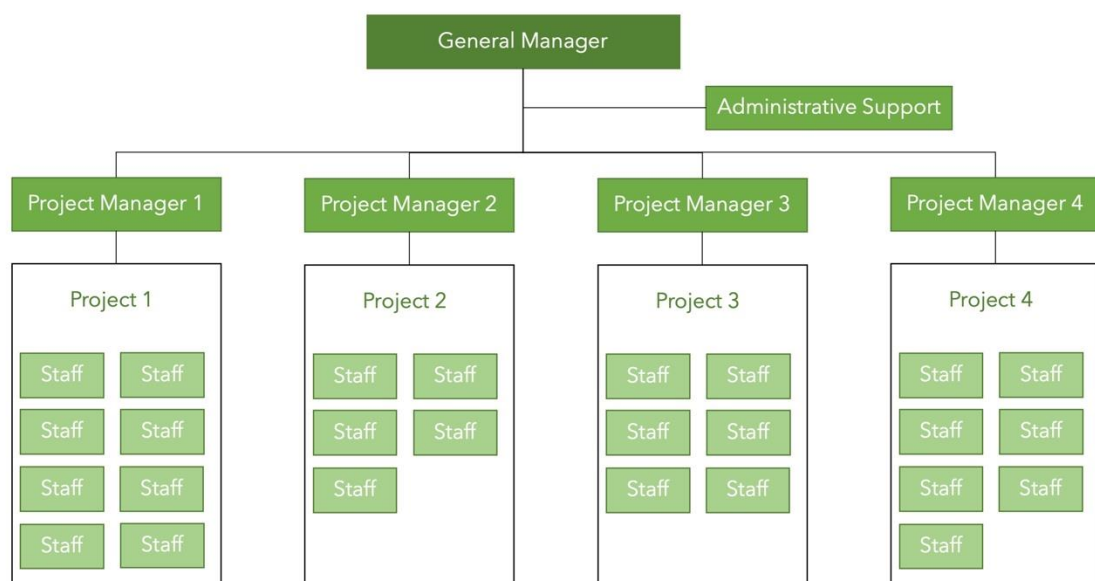 General Manager
Administrative Support
Project Manager 1
Project Manager 2
Project Manager 3
Project Manager 4
Project 1
Staff Staff
Staff Staff
Staff Staff
Staff Staff
Project 2
Staff Staff
Staff Staff
Staff
Project 3
Staff Staff
Staff Staff
Staff Staff
Project 4
Staff Staff
Staff Staff
Staff Staff
Staff